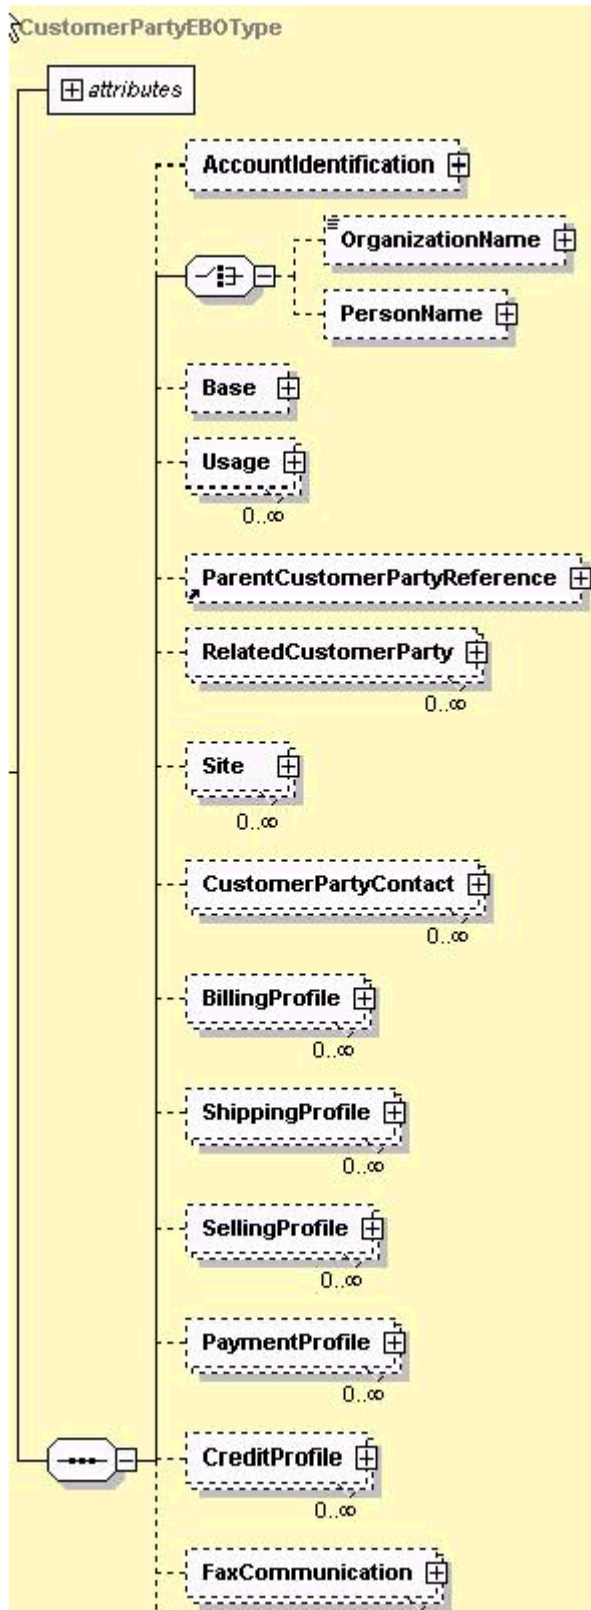 CustomerPartyEBOType
attributes
AccountIdentification
OrganizationName
PersonName
Base
Usage
0..∞
ParentCustomerPartyReference
RelatedCustomerParty
0..∞
Site
0..∞
CustomerPartyContact
0..∞
BillingProfile
0..∞
ShippingProfile
0..∞
SellingProfile
0..∞
PaymentProfile
0..∞
CreditProfile
0..∞
FaxCommunication